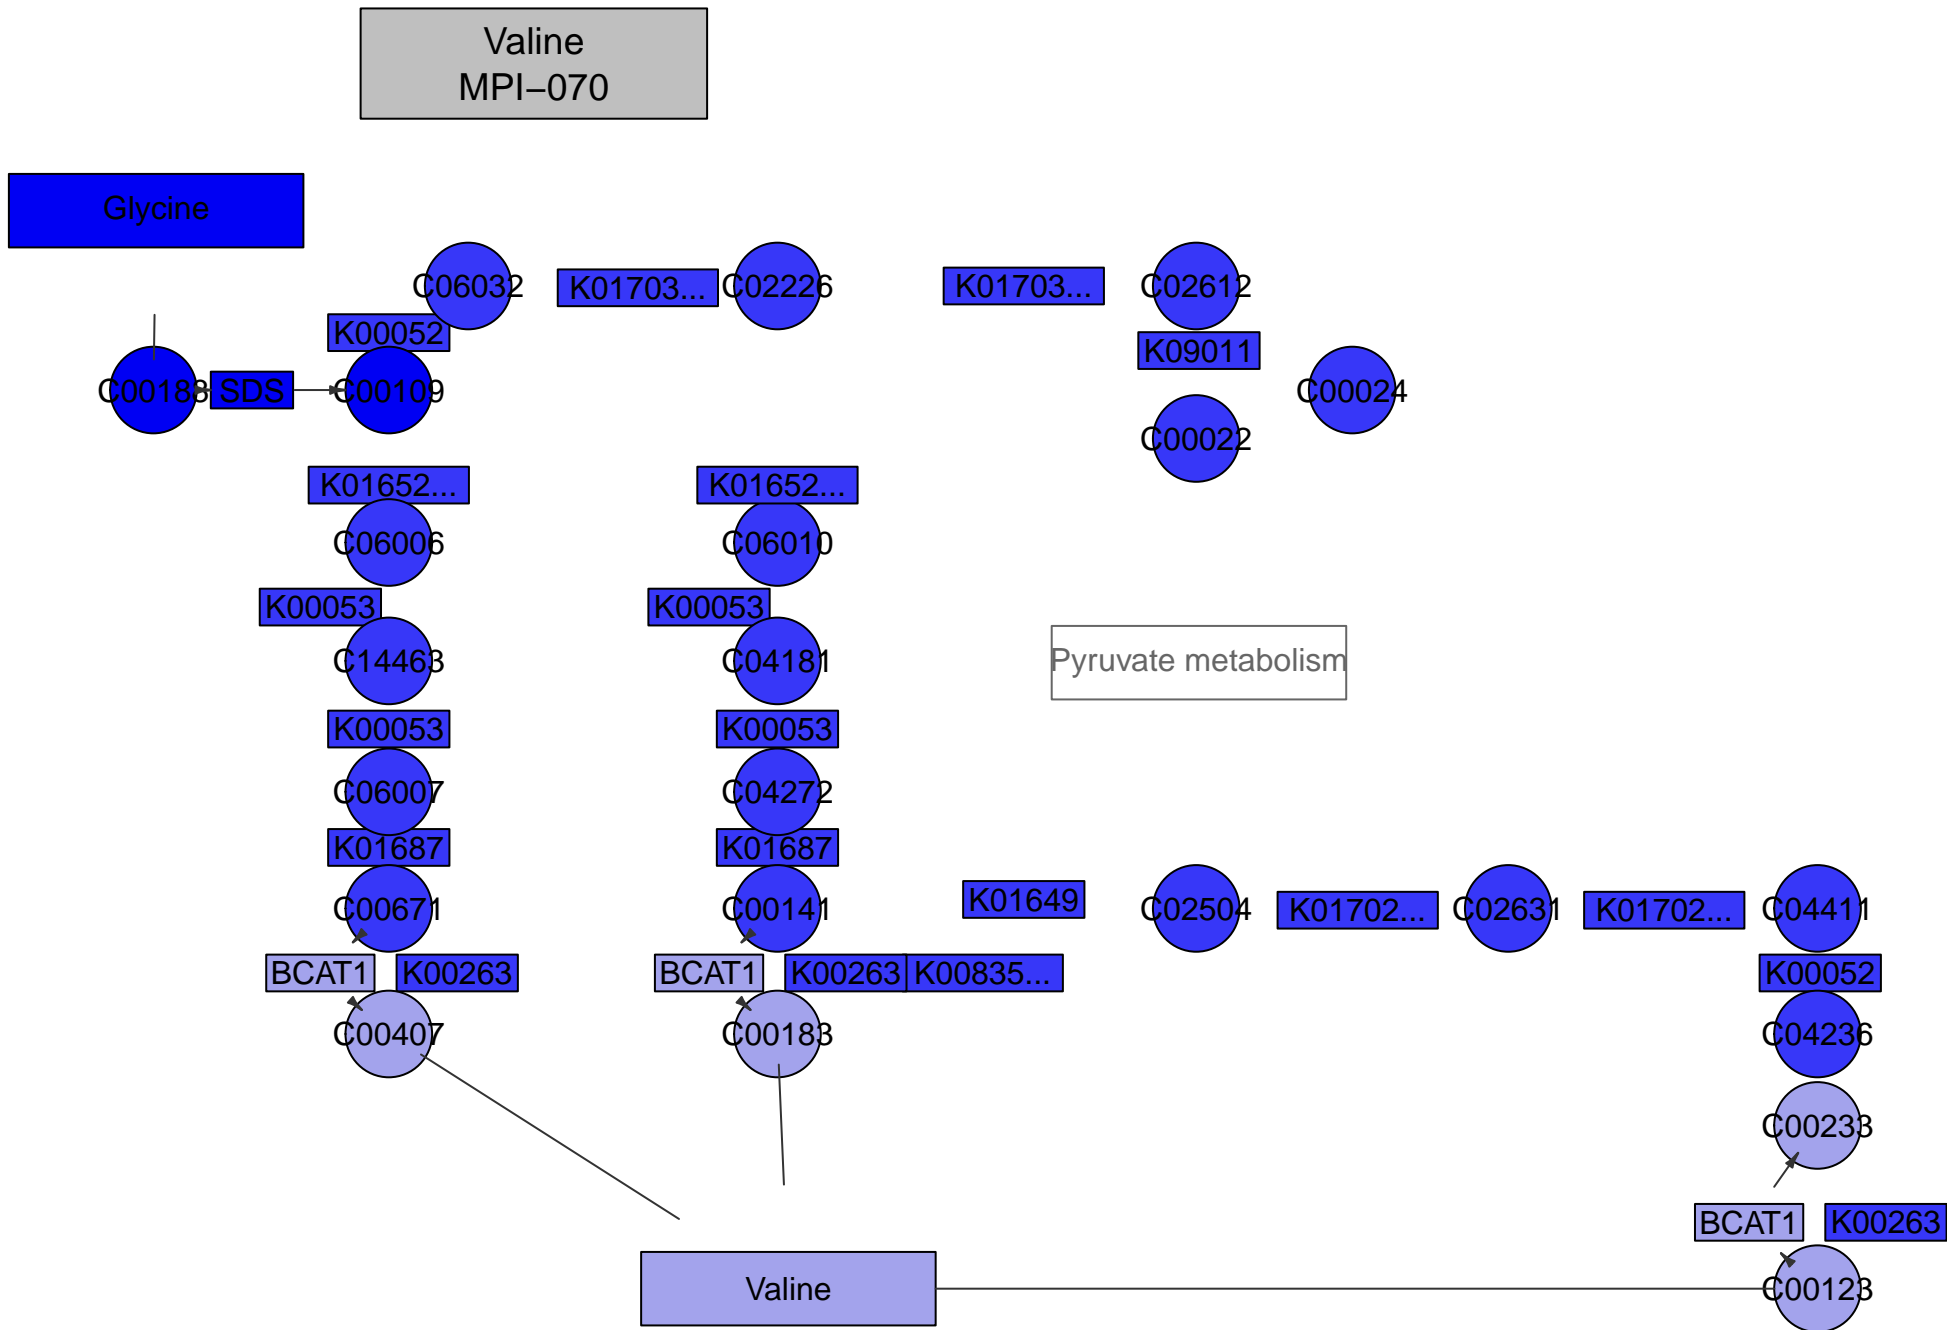 Valine
MPI−070
Glycine
C06032
K01703...
C02226
K01703...
C02612
K00052
K09011
C00188
SDS
C00109
C00024
C00022
K01652...
K01652...
C06006
C06010
K00053
K00053
C14463
C04181
Pyruvate metabolism
K00053
K00053
C06007
C04272
K01687
K01687
C00671
C00141
K01649
C02504
K01702...
C02631
K01702...
C04411
BCAT1
K00263
BCAT1
K00263
K00835...
K00052
C00407
C00183
C04236
C00233
BCAT1
K00263
Valine
C00123